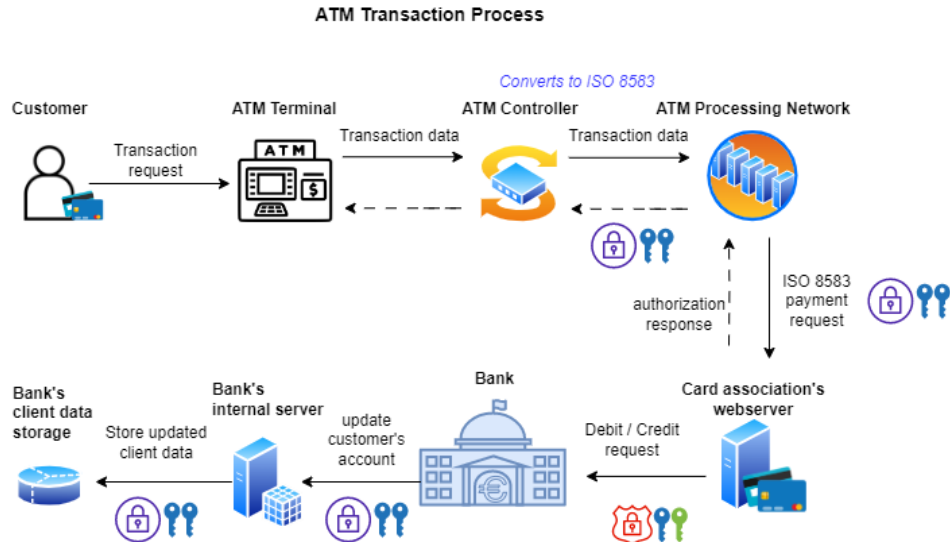 ATM Transaction Process
Converts to ISO 8583
Customer
ATM Terminal
ATM Controller
ATM Processing Network
Transaction
request
ATM
$
Transaction data
Transaction data
authorization
response
ISO 8583
payment
request
Bank's
client data
storage
Store updated
client data
Bank's
internal server
update
customer's
account
Bank
€
Debit / Credit
request
Card association's
webserver